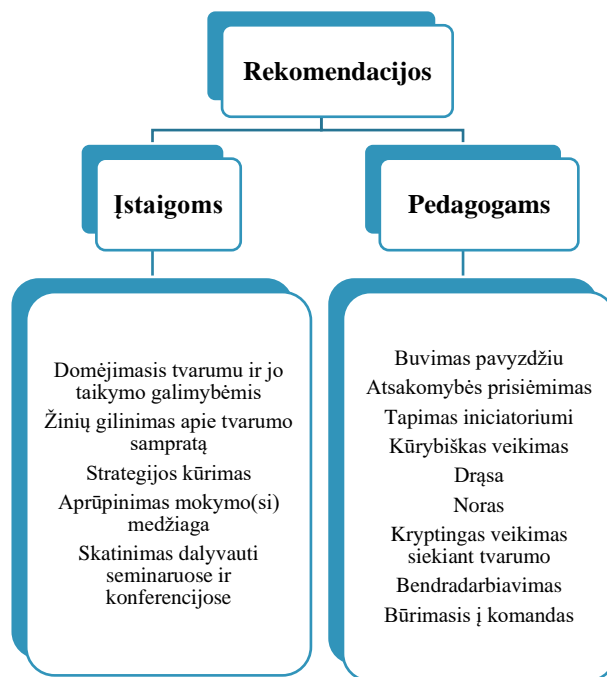 Rekomendacijos
Įstaigoms
Domėjimasis tvarumu ir jo
taikymo galimybėmis
Žinių gilinimas apie tvarumo
sampratą
Strategijos kūrimas
Aprūpinimas mokymo(si)
medžiaga
Skatinimas dalyvauti
seminaruose ir
konferencijose
Pedagogams
Buvimas pavyzdžiu
Atsakomybės prisiėmimas
Tapimas iniciatoriumi
Kūrybiškas veikimas
Drąsa
Noras
Kryptingas veikimas
siekiant tvarumo
Bendradarbiavimas
Būrimasis į komandas